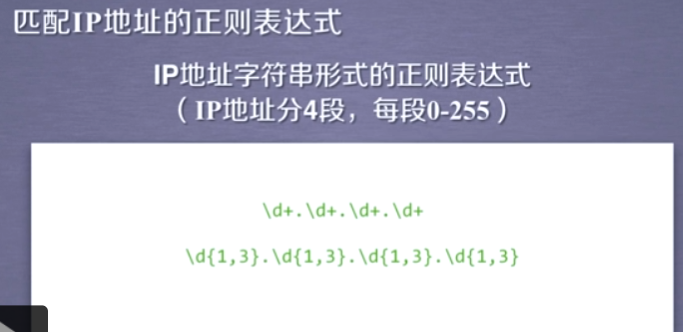 匹配IP地址的正则表达式
IP地址字符串形式的正则表达式
（IP地址分4段，每段0-255）
\d+.\d+.\d+.\d+
\d{1,3}.\d{1,3}.\d{1,3}.\d{1,3}